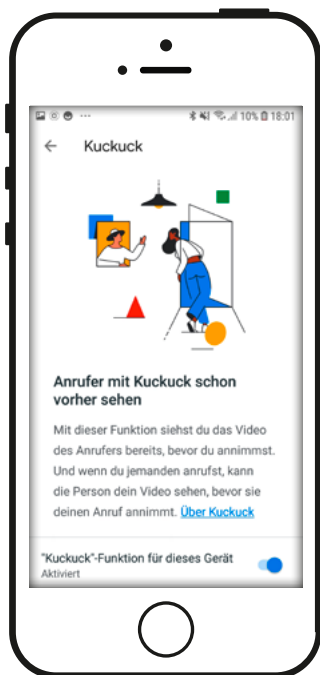 10% 18:01
Kuckuck
Anrufer mit Kuckuck schon
vorher sehen
Mit dieser Funktion siehst du das Video
des Anrufers bereits, bevor du annimmst.
Und wenn du jemanden anrufst, kann
die Person dein Video sehen, bevor sie
deinen Anruf annimmt. Über Kuckuck
"Kuckuck"-Funktion für dieses Gerät
Aktiviert